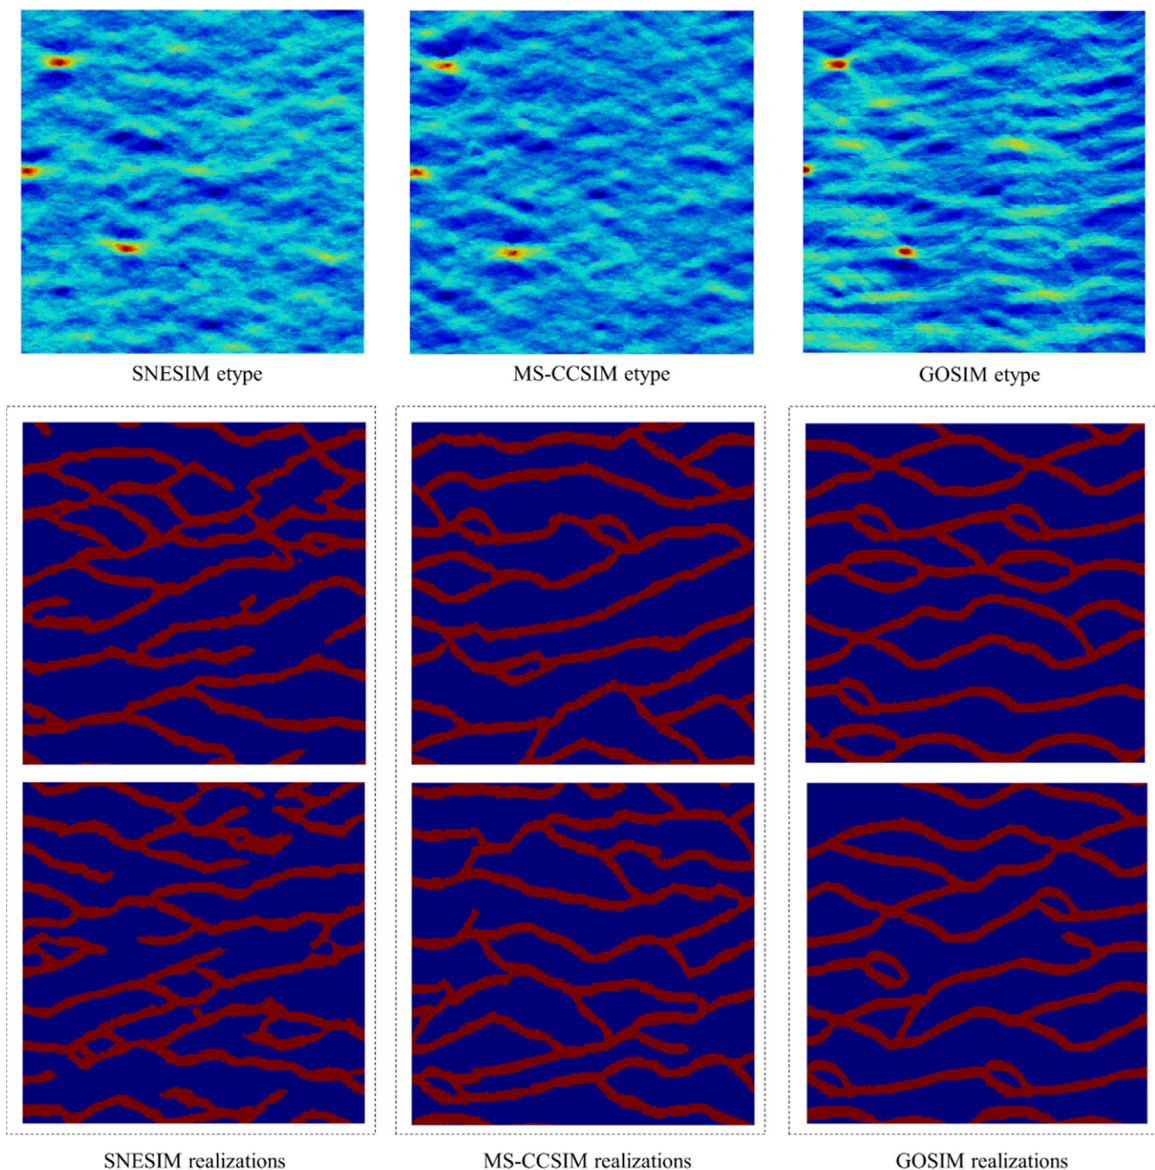 SNESIM etype
MS-CCSIM etype
GOSIM etype
SNESIM realizations
MS-CCSIM realizations
GOSIM realizations